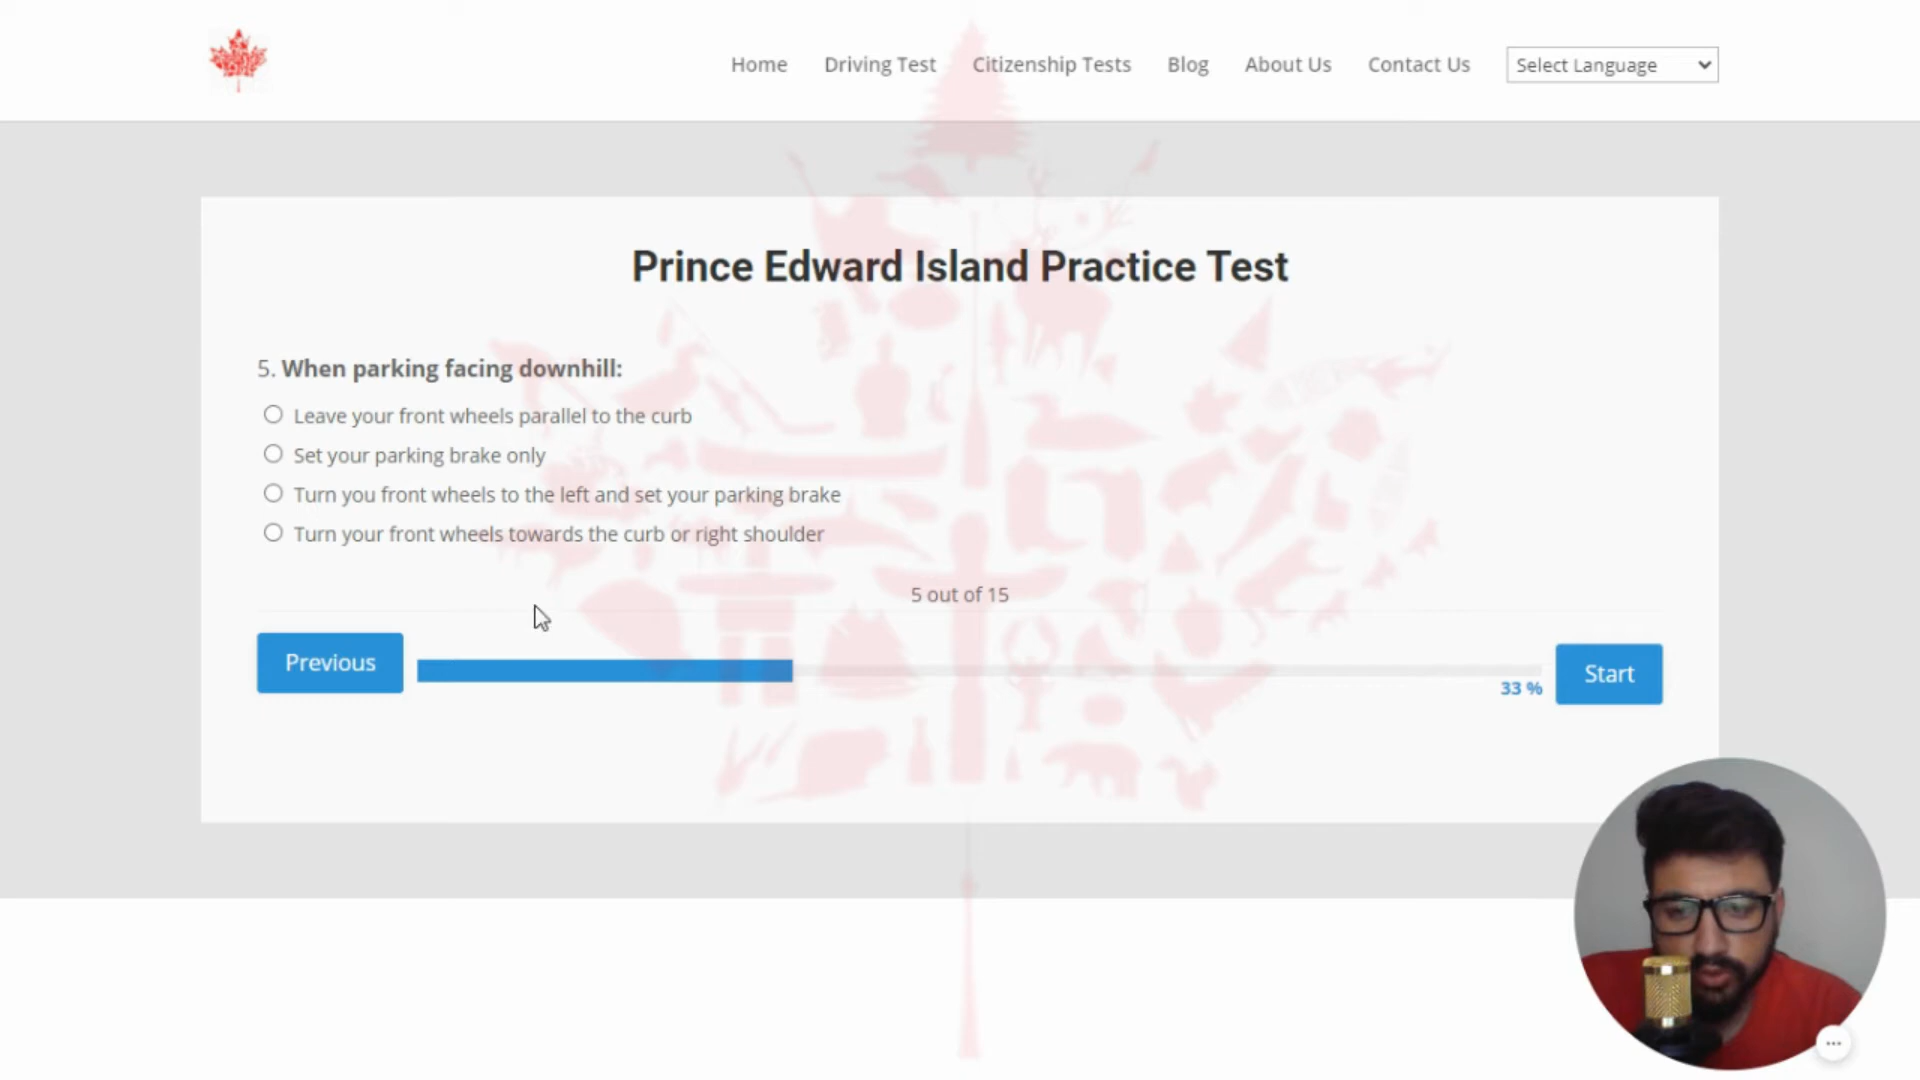 Home Driving Test Citizenship Tests Blog About Us Contact Us Select Language
Prince Edward Island Practice Test
5. When parking facing downhill:
Leave your front wheels parallel to the curb
Set your parking brake only
Turn you front wheels to the left and set your parking brake
Turn your front wheels towards the curb or right shoulder
5 out of 15
Previous
Start
33 %